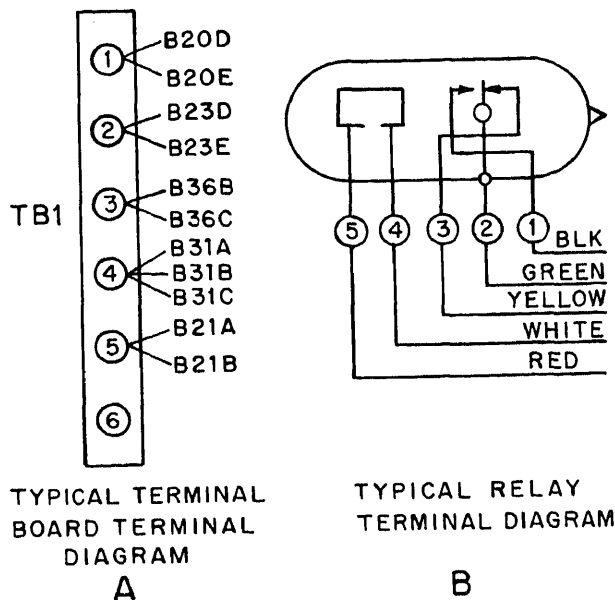 TB1
1
B20D
B20E
2
B23D
B23E
3
B36B
B36C
4
B31A
B31B
B31C
5
B21A
B21B
6
TYPICAL TERMINAL
BOARD TERMINAL
DIAGRAM
A
5 4 3 2 1
BLK
GREEN
YELLOW
WHITE
RED
TYPICAL RELAY
TERMINAL DIAGRAM
B